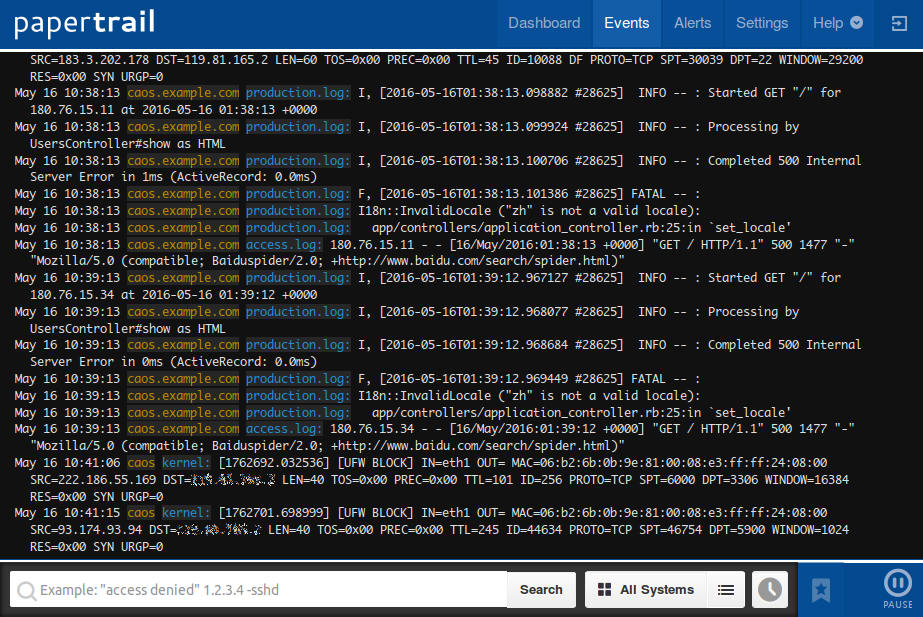 papertrail
Dashboard Events Alerts Settings Help
SRC=183.3.202.178 DST=119.81.165.2 LEN=60 TOS=0x00 PREC=0x00 TTL=45 ID=10088 DF PROTO=TCP SPT=30039 DPT=22 WINDOW=29200
RES=0x00 SYN URGP=0
May 16 10:38:13 caos.example.com production.log: I, [2016-05-16T01:38:13.098882 #28625]  INFO -- : Started GET "/" for
180.76.15.11 at 2016-05-16 01:38:13 +0000
May 16 10:38:13 caos.example.com production.log: I, [2016-05-16T01:38:13.099924 #28625]  INFO -- : Processing by
UsersController#show as HTML
May 16 10:38:13 caos.example.com production.log: I, [2016-05-16T01:38:13.100706 #28625]  INFO -- : Completed 500 Internal
Server Error in 1ms (ActiveRecord: 0.0ms)
May 16 10:38:13 caos.example.com production.log: F, [2016-05-16T01:38:13.101386 #28625] FATAL -- :
May 16 10:38:13 caos.example.com production.log: I18n::InvalidLocale ("zh" is not a valid locale):
May 16 10:38:13 caos.example.com production.log:   app/controllers/application_controller.rb:25:in `set_locale'
May 16 10:38:13 caos.example.com access.log: 180.76.15.11 - - [16/May/2016:01:38:13 +0000] "GET / HTTP/1.1" 500 1477 "-"
"Mozilla/5.0 (compatible; Baiduspider/2.0; +http://www.baidu.com/search/spider.html)"
May 16 10:39:13 caos.example.com production.log: I, [2016-05-16T01:39:12.967127 #28625]  INFO -- : Started GET "/" for
180.76.15.34 at 2016-05-16 01:39:12 +0000
May 16 10:39:13 caos.example.com production.log: I, [2016-05-16T01:39:12.968077 #28625]  INFO -- : Processing by
UsersController#show as HTML
May 16 10:39:13 caos.example.com production.log: I, [2016-05-16T01:39:12.968684 #28625]  INFO -- : Completed 500 Internal
Server Error in 0ms (ActiveRecord: 0.0ms)
May 16 10:39:13 caos.example.com production.log: F, [2016-05-16T01:39:12.969449 #28625] FATAL -- :
May 16 10:39:13 caos.example.com production.log: I18n::InvalidLocale ("zh" is not a valid locale):
May 16 10:39:13 caos.example.com production.log:   app/controllers/application_controller.rb:25:in `set_locale'
May 16 10:39:13 caos.example.com access.log: 180.76.15.34 - - [16/May/2016:01:39:12 +0000] "GET / HTTP/1.1" 500 1477 "-"
"Mozilla/5.0 (compatible; Baiduspider/2.0; +http://www.baidu.com/search/spider.html)"
May 16 10:41:06 caos kernel: [1762692.032536] [UFW BLOCK] IN=eth1 OUT= MAC=06:b2:6b:0b:9e:81:00:08:e3:ff:ff:24:08:00
SRC=222.186.55.169 DST= LEN=40 TOS=0x00 PREC=0x00 TTL=101 ID=256 PROTO=TCP SPT=6000 DPT=3306 WINDOW=16384
RES=0x00 SYN URGP=0
May 16 10:41:15 caos kernel: [1762701.698999] [UFW BLOCK] IN=eth1 OUT= MAC=06:b2:6b:0b:9e:81:00:08:e3:ff:ff:24:08:00
SRC=93.174.93.94 DST= LEN=40 TOS=0x00 PREC=0x00 TTL=245 ID=44634 PROTO=TCP SPT=46754 DPT=5900 WINDOW=1024
RES=0x00 SYN URGP=0
Example: "access denied" 1.2.3.4 -sshd Search All Systems
PAUSE